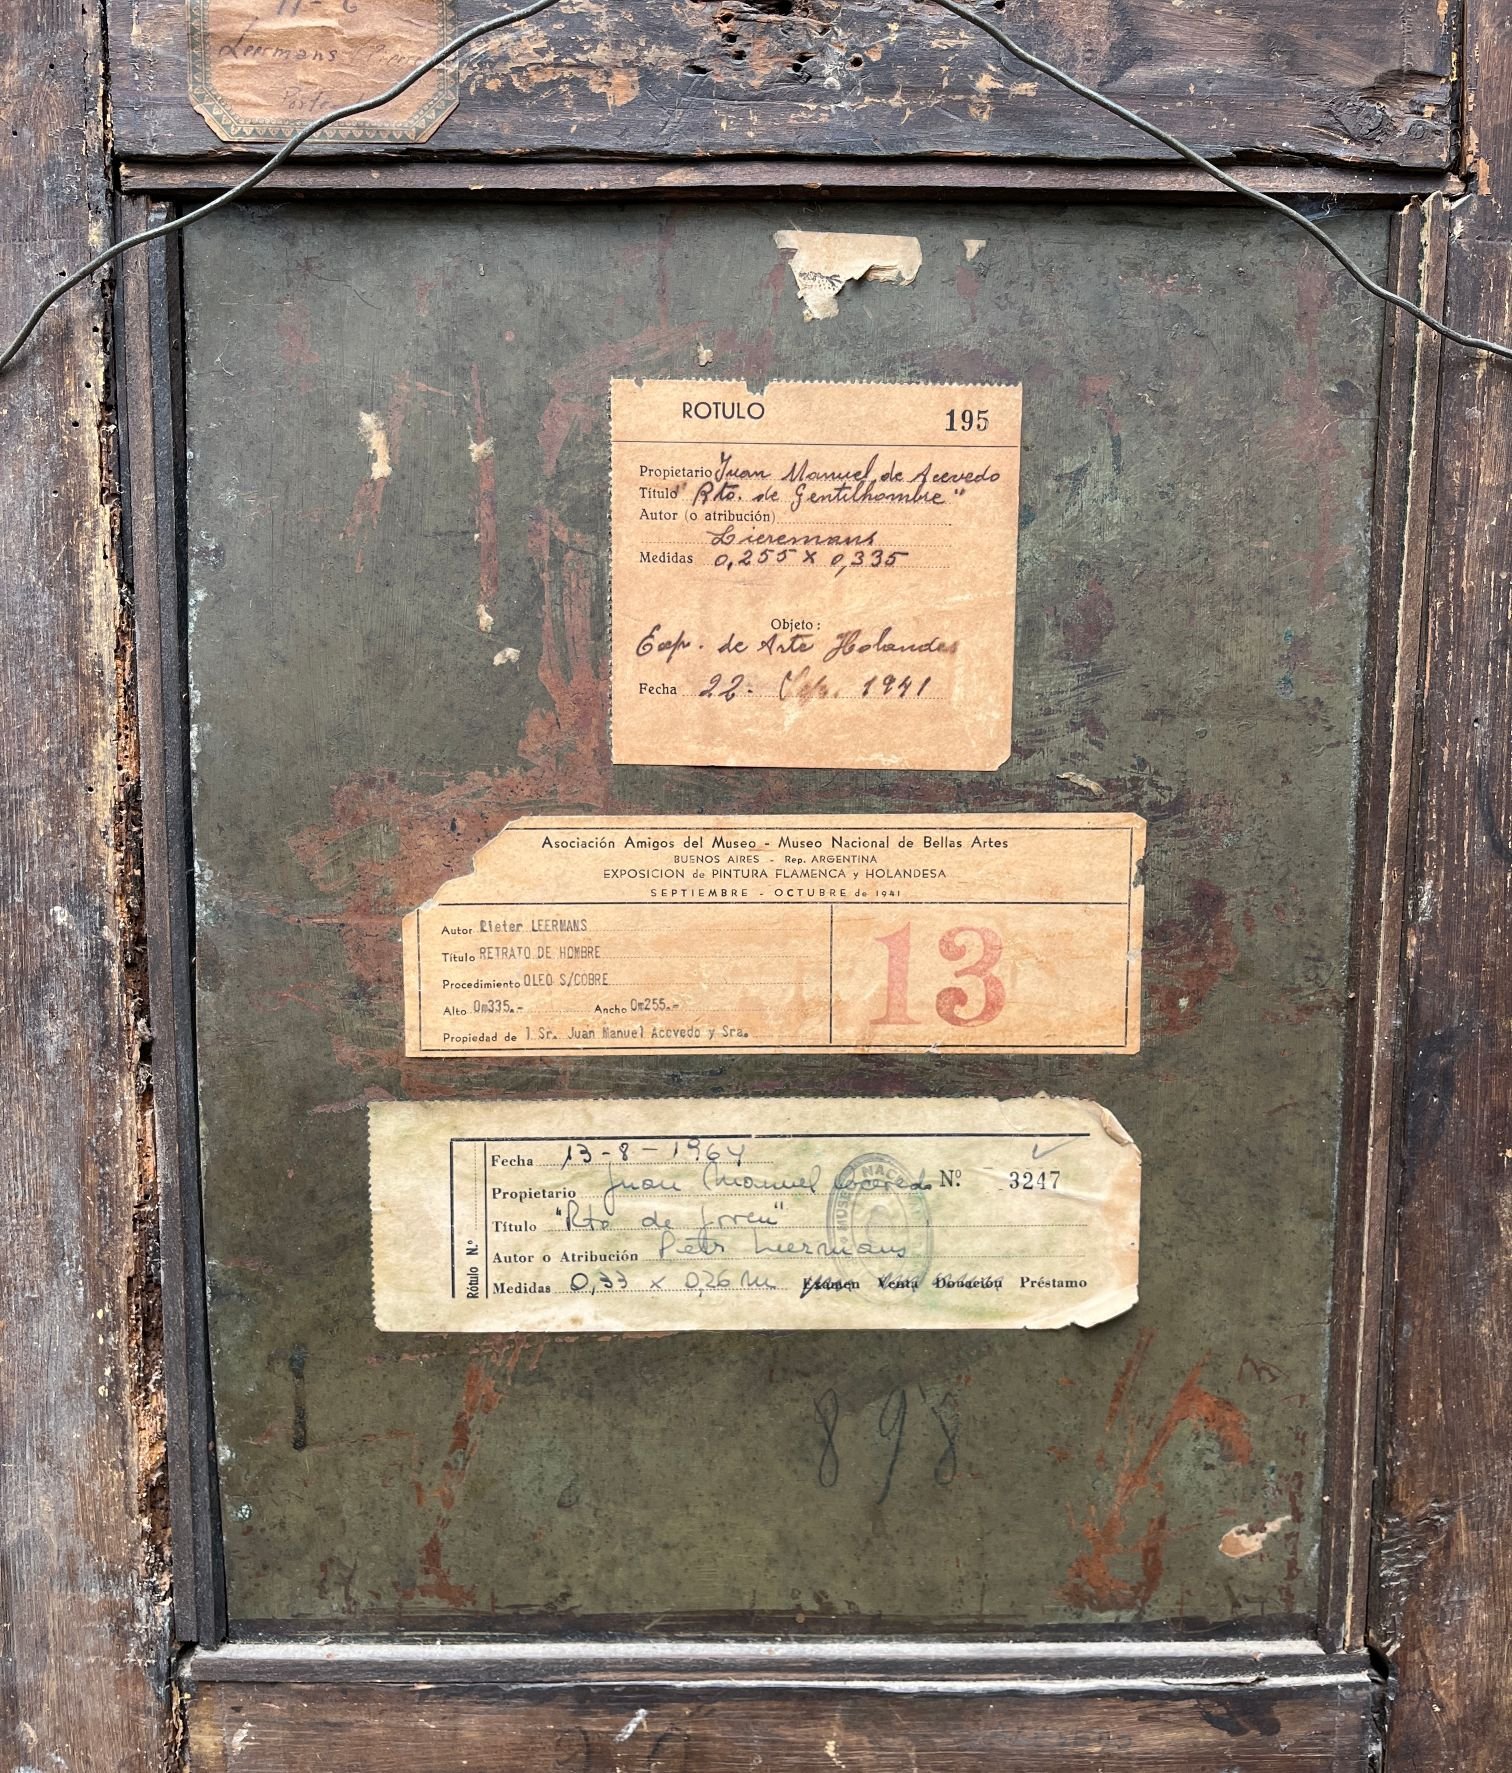 11-6
Leermans
ROTULO 195
Propietario Juan Manuel de Acevedo
Título "Rto. de Gentilhombre"
Autor (o atribución)
Lieremans
Medidas 0,255 x 0,335
Objeto:
Exp. de Arte Holandes
Fecha 22. 1941
Asociación Amigos del Museo - Museo Nacional de Bellas Artes
BUENOS AIRES - Rep. ARGENTINA
EXPOSICION de PINTURA FLAMENCA y HOLANDESA
SEPTIEMBRE - OCTUBRE de 1941
Autor Pieter LEERMANS
Título RETRATO DE HOMBRE
Procedimiento OLEO S/COBRE
Alto 0m335.- Ancho 0m255.-
Propiedad de l Sr. Juan Manuel Acevedo y Sra.
13
Rótulo N.º
Fecha 13-8-1964
Propietario Juan Manuel Acevedo Nº 3247
Título "Rto de Joven"
Autor o Atribución Peter Leermans
Medidas 0,33 x 0,26 m Examen Venta Donación Préstamo
MUSEO NACIONAL
898